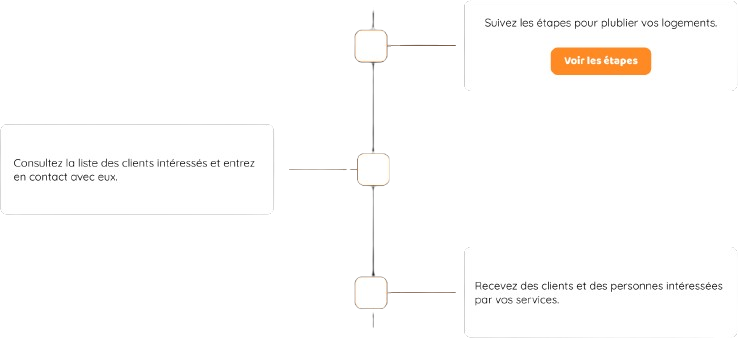 Suivez les étapes pour plublier vos logements.
Voir les étapes
Consultez la liste des clients intéressés et entrez
en contact avec eux.
Recevez des clients et des personnes intéressées
par vos services.